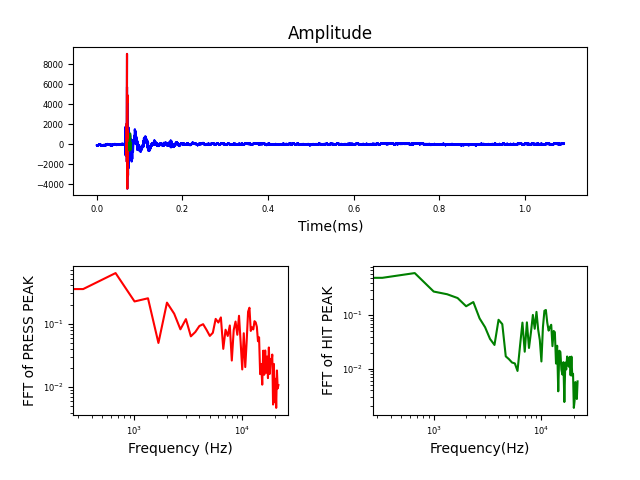 Amplitude
8000
6000
4000
2000
0
−2000
−4000
0.0 0.2 0.4 0.6 0.8 1.0
Time(ms)
FFT of PRESS PEAK
10⁻¹
10⁻²
10³ 10⁴
Frequency (Hz)
FFT of HIT PEAK
10⁻¹
10⁻²
10³ 10⁴
Frequency(Hz)